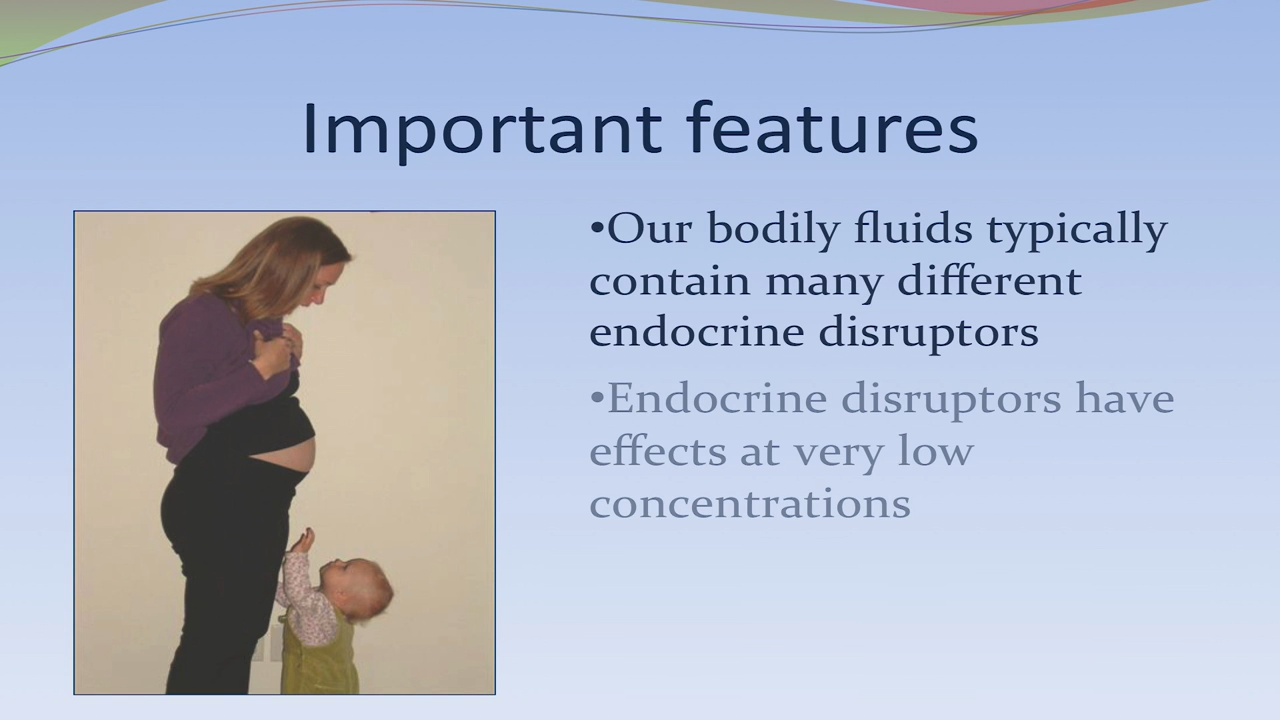 Important features
•Our bodily fluids typically
contain many different
endocrine disruptors
•Endocrine disruptors have
effects at very low
concentrations